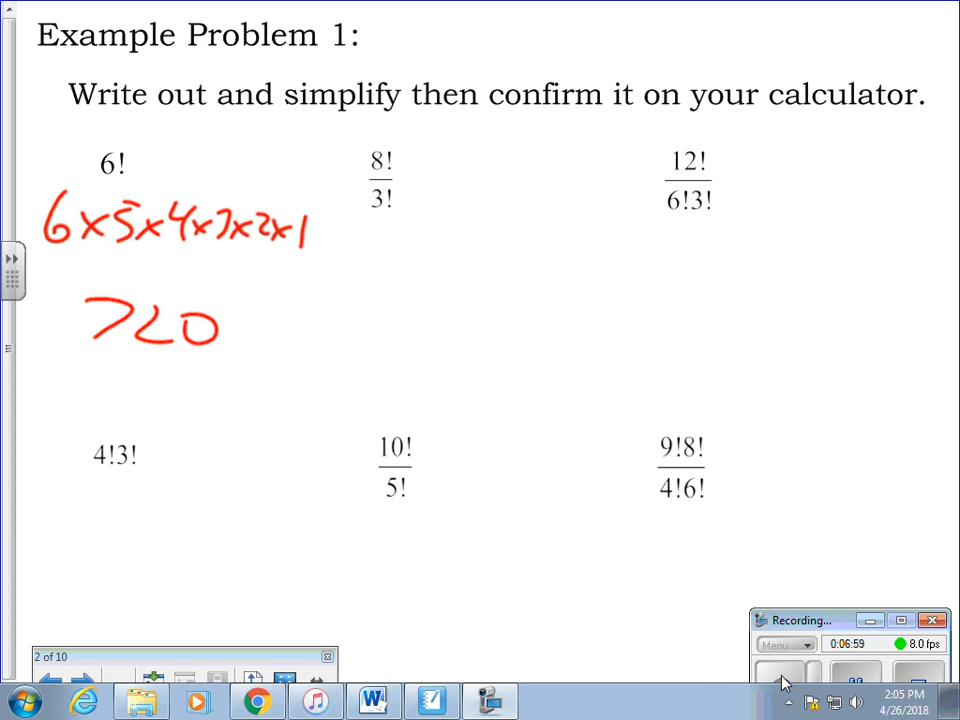 Example Problem 1:
Write out and simplify then confirm it on your calculator.
6!
8!
3!
12!
6!3!
6×5×4×3×2×1
720
4!3!
10!
5!
9!8!
4!6!
Recording...
Menu
0:06:59
8.0 fps
2 of 10
2:05 PM
4/26/2018